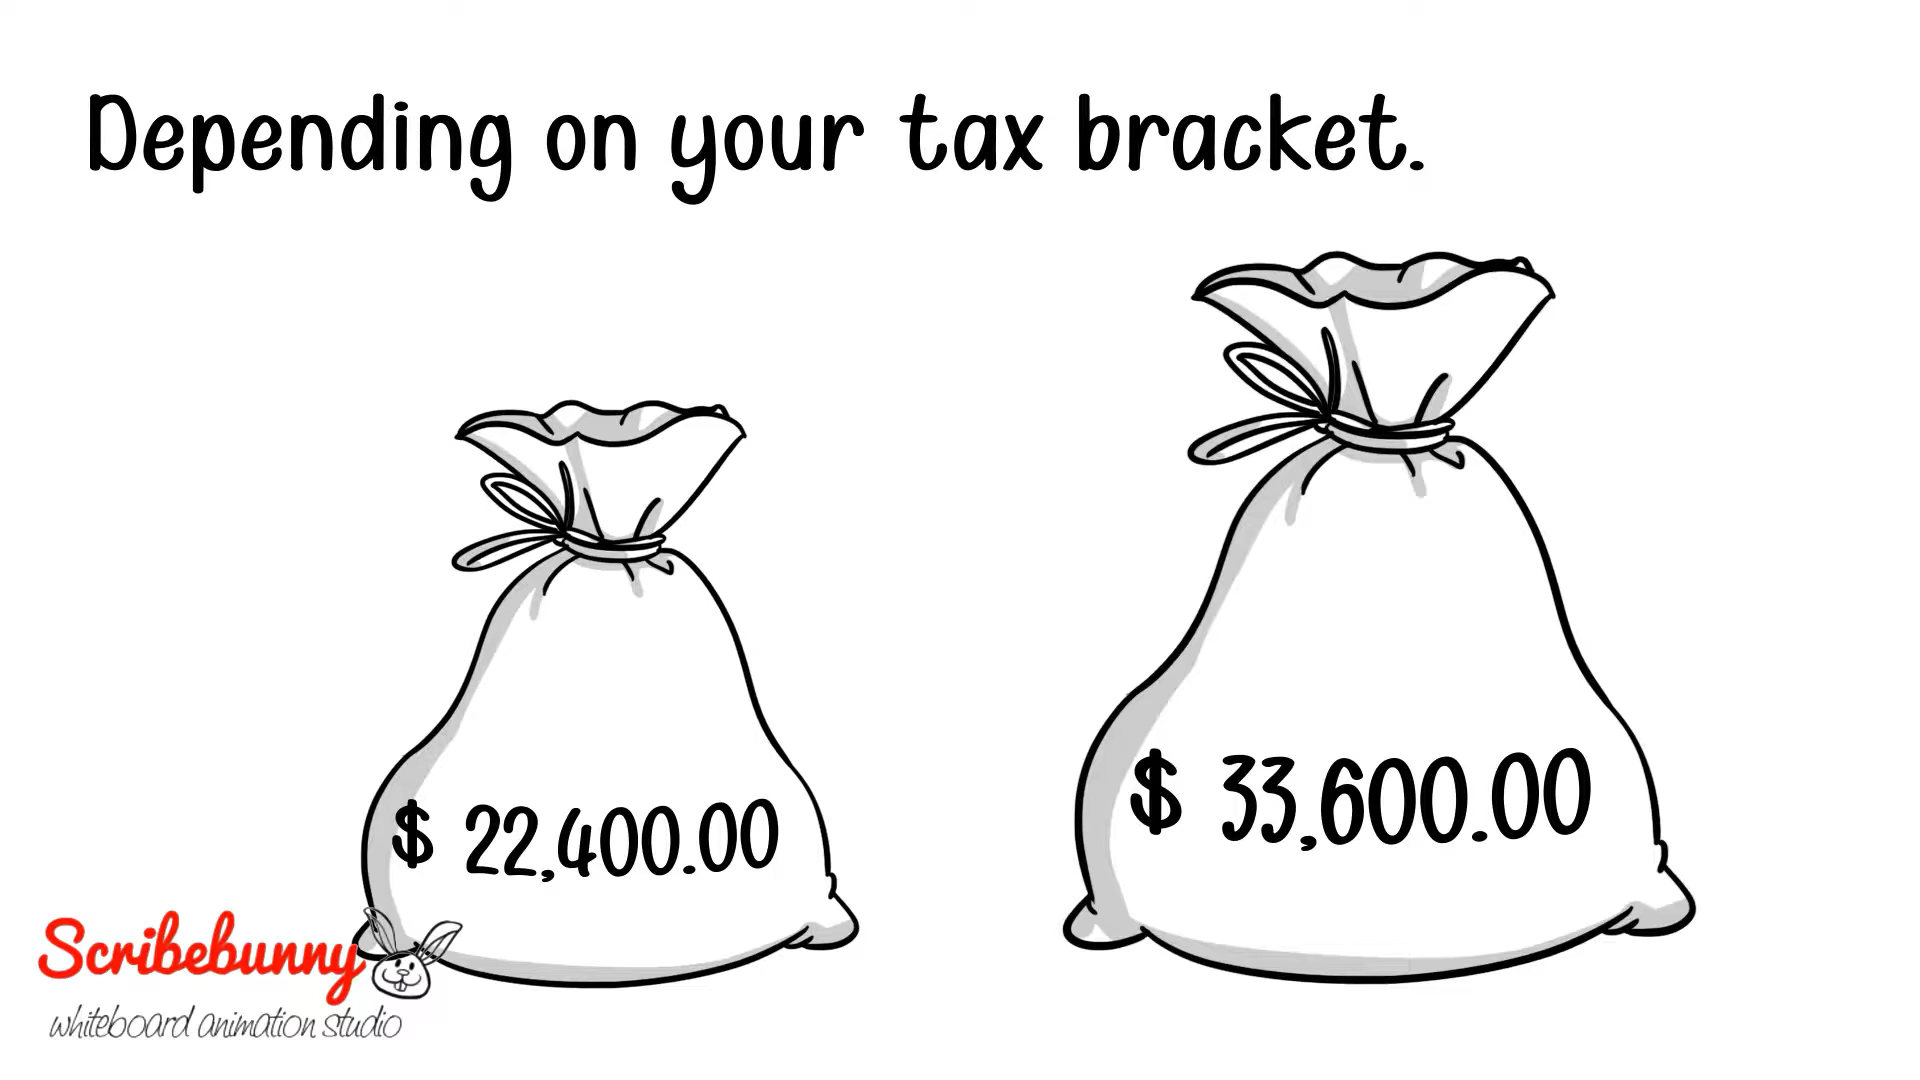 Depending on your tax bracket.
$ 22,400.00
$ 33,600.00
Scribebunny
whiteboard animation studio